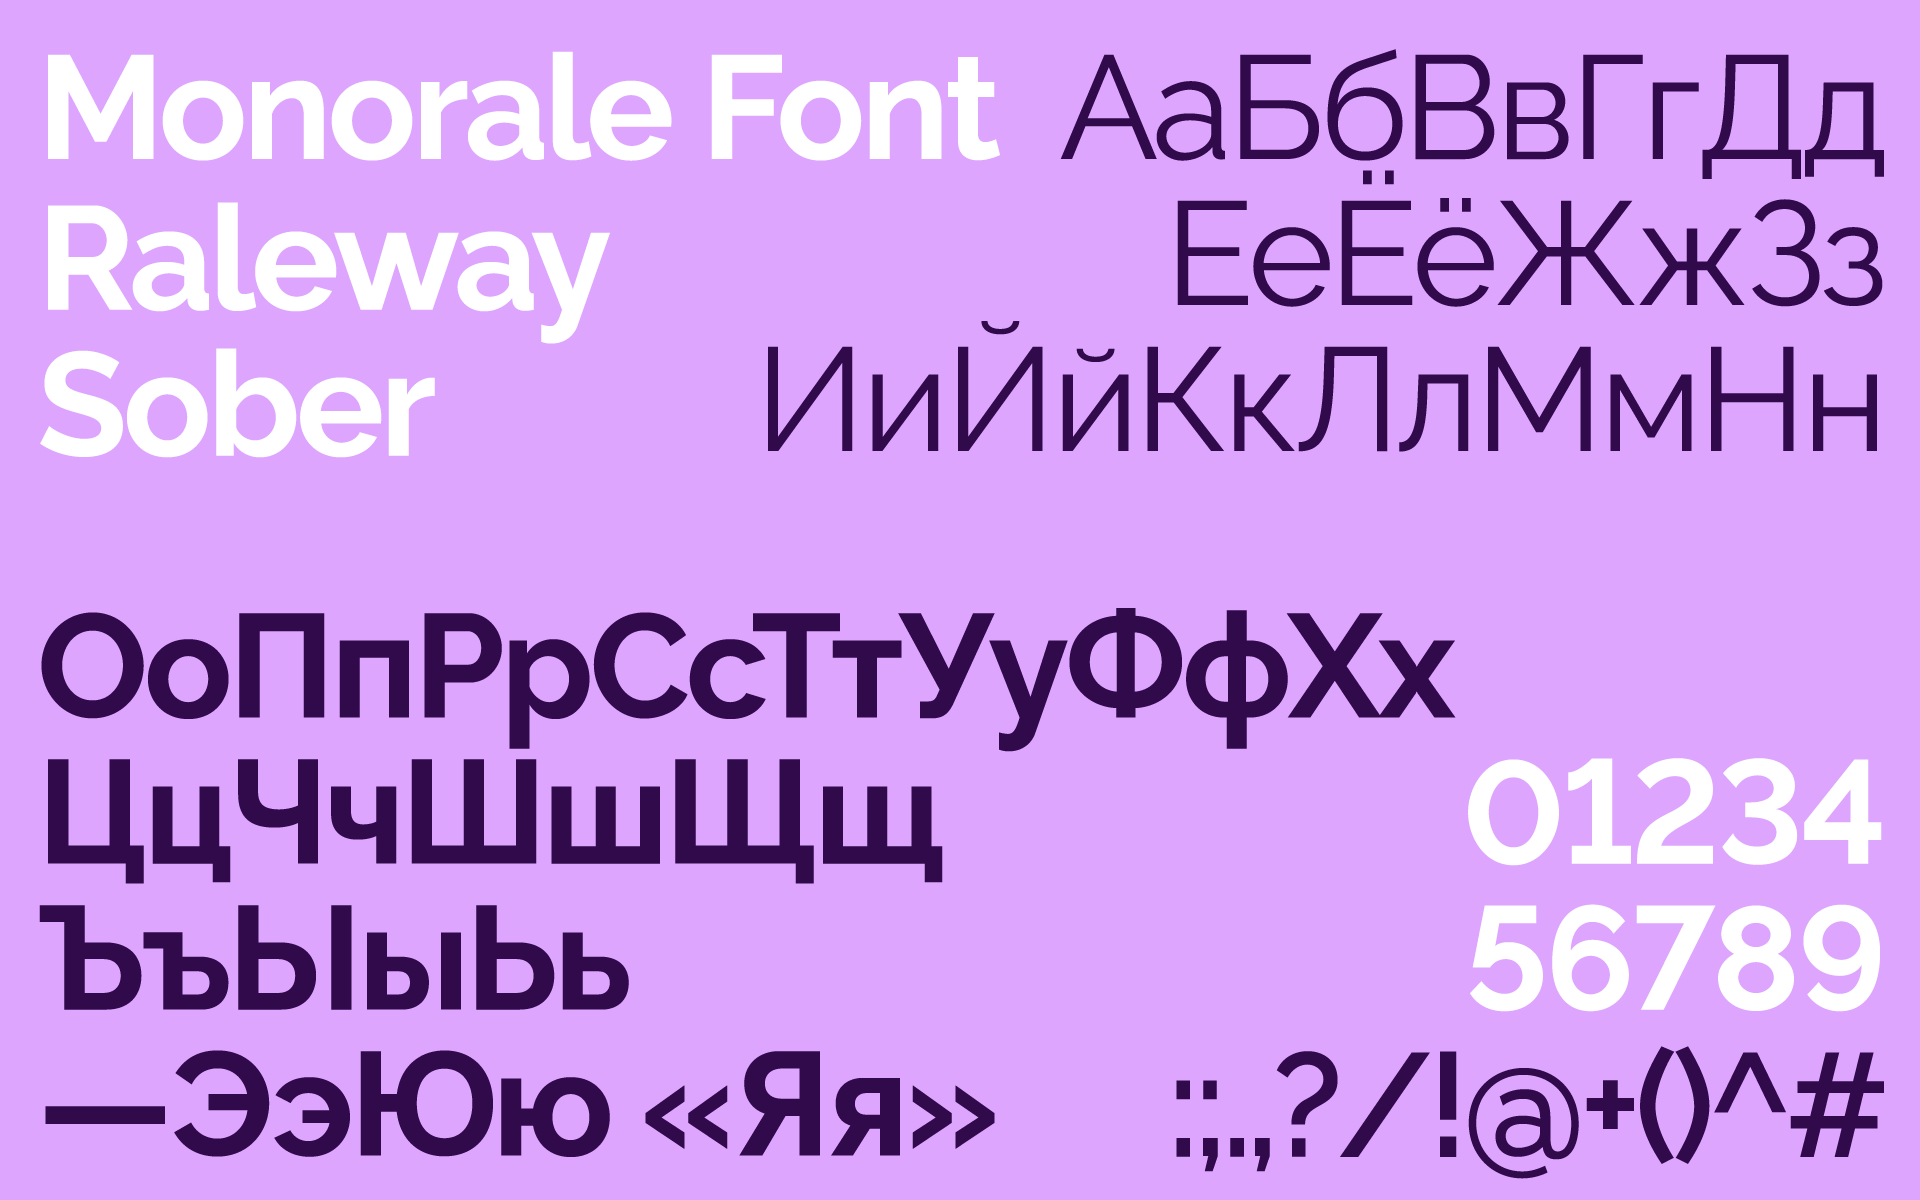 Monorale Font
Raleway
Sober
АаБбВвГгДд
ЕеЁёЖжЗз
ИиЙйКкЛлМмНн
ОоПпРрСсТтУуФфХх
ЦцЧчШшЩщ
ЪъЫыЬь
—ЭэЮю «Яя»
01234
56789
:;.,?/!@+()^#